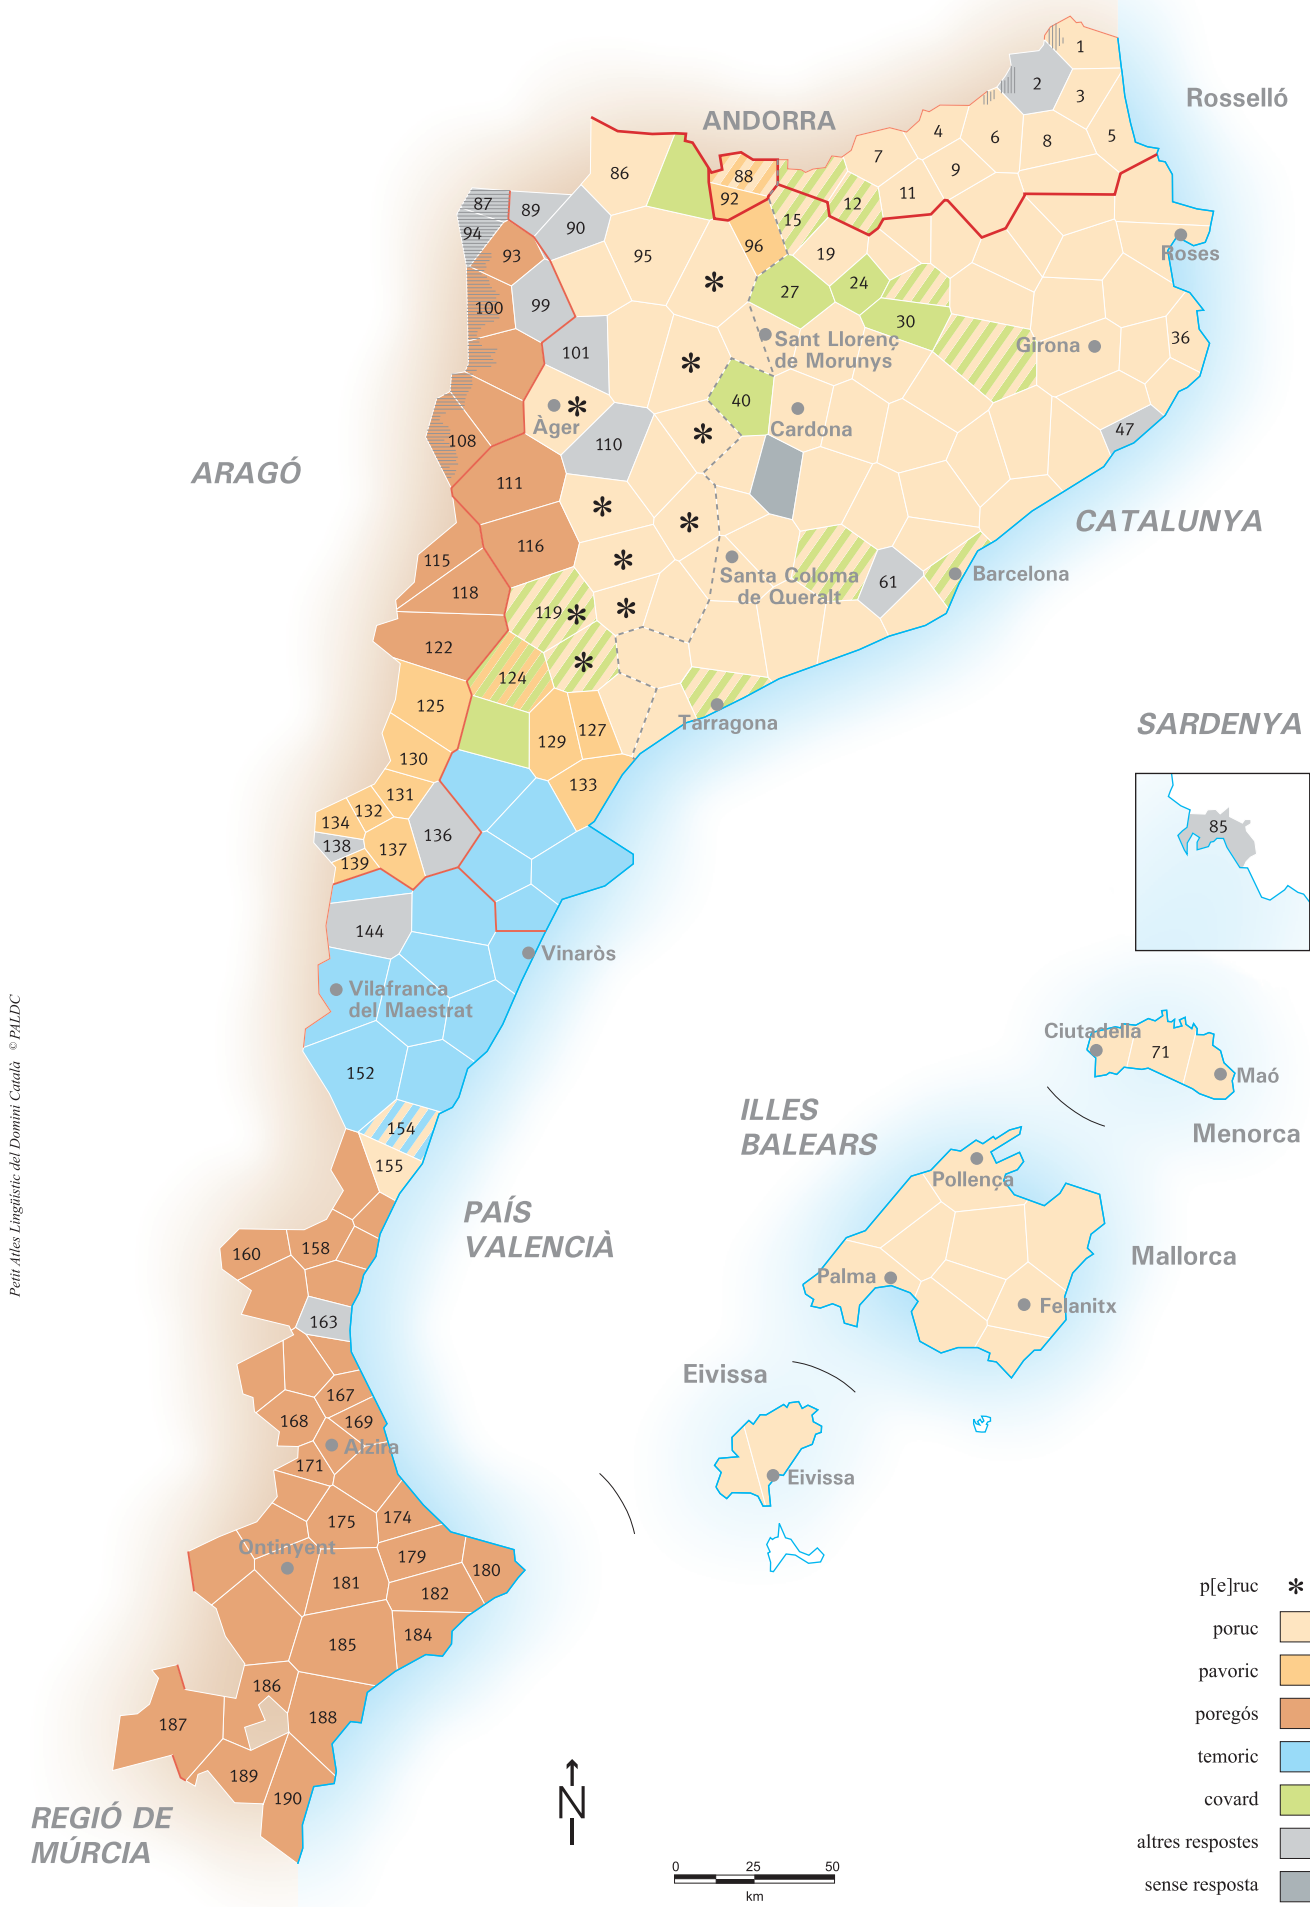 1
2
Rosselló
3
ANDORRA
4
6
5
8
7
9
86
88
11
92
87
89
12
15
90
94
96
Roses
19
93
95
*
24
27
100
99
30
36
Sant Llorenç
de Morunys
Girona
101
*
40
*
Àger
Cardona
47
*
108
110
ARAGÓ
111
*
*
CATALUNYA
116
115
*
Santa Coloma
de Queralt
61
Barcelona
118
119
*
*
122
*
124
125
Tarragona
SARDENYA
127
129
130
133
131
132
134
136
85
138
137
139
144
Vinaròs
Vilafranca
del Maestrat
Petit Atles Lingüístic del Domini Català © PALDC
152
Ciutadella
71
Maó
ILLES
BALEARS
Menorca
154
155
Pollença
PAÍS
VALENCIÀ
158
160
Mallorca
Palma
Felanitx
163
Eivissa
167
168
169
Alzira
171
Eivissa
175
174
Ontinyent
179
180
181
182
184
185
186
187
188
189
190
REGIÓ DE
MÚRCIA
N
0 25 50
km
p[e]ruc *
poruc
pavoric
poregós
temoric
covard
altres respostes
sense resposta